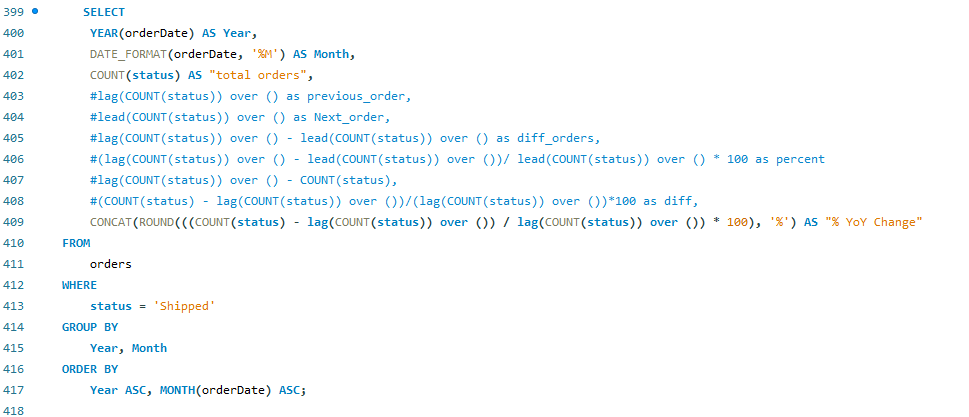 399 SELECT
400 YEAR(orderDate) AS Year,
401 DATE_FORMAT(orderDate, '%M') AS Month,
402 COUNT(status) AS "total orders",
403 #lag(COUNT(status)) over () as previous_order,
404 #lead(COUNT(status)) over () as Next_order,
405 #lag(COUNT(status)) over () - lead(COUNT(status)) over () as diff_orders,
406 #(lag(COUNT(status)) over () - lead(COUNT(status)) over ())/ lead(COUNT(status)) over () * 100 as percent
407 #lag(COUNT(status)) over () - COUNT(status),
408 #(COUNT(status) - lag(COUNT(status)) over ())/(lag(COUNT(status)) over ())*100 as diff,
409 CONCAT(ROUND(((COUNT(status) - lag(COUNT(status)) over ()) / lag(COUNT(status)) over ()) * 100), '%') AS "% YoY Change"
410 FROM
411 orders
412 WHERE
413 status = 'Shipped'
414 GROUP BY
415 Year, Month
416 ORDER BY
417 Year ASC, MONTH(orderDate) ASC;
418